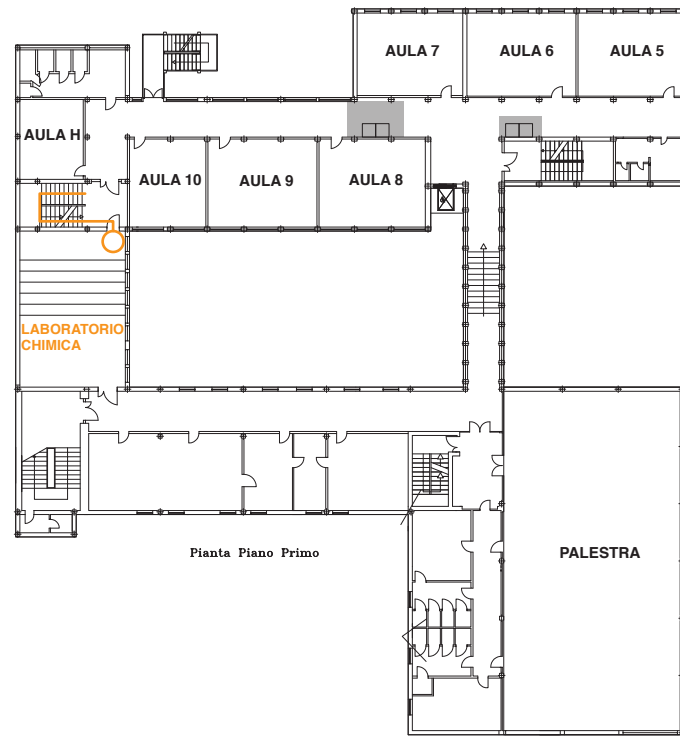 AULA 7
AULA 6
AULA 5
AULA H
AULA 10
AULA 9
AULA 8
LABORATORIO
CHIMICA
Pianta Piano Primo
PALESTRA